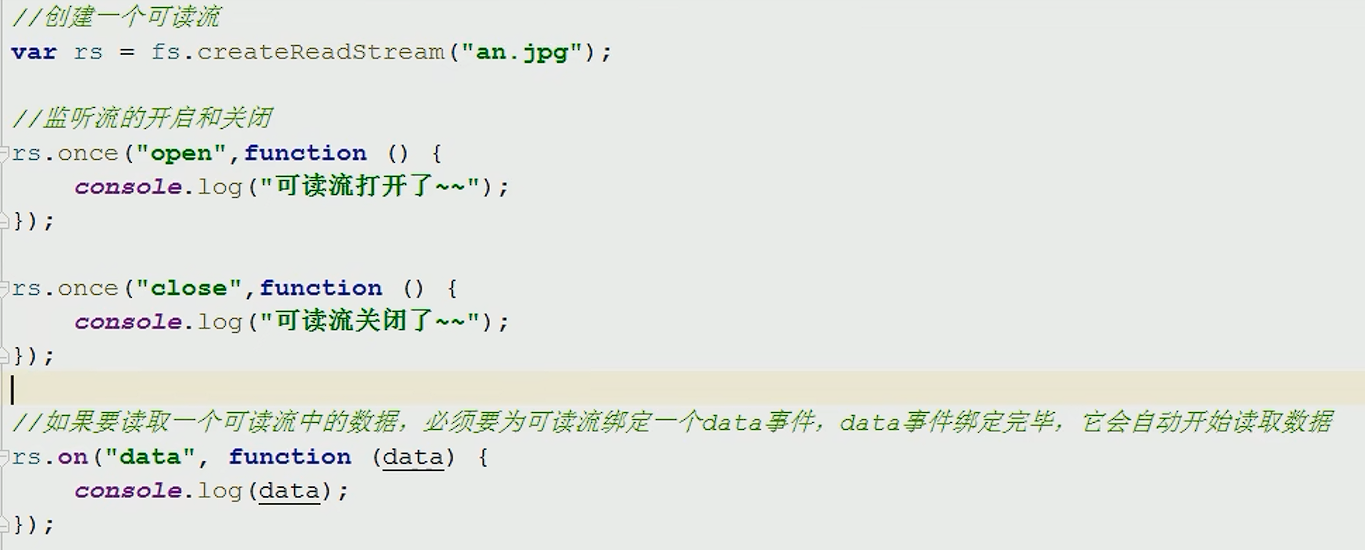 //创建一个可读流
var rs = fs.createReadStream("an.jpg");
//监听流的开启和关闭
rs.once("open",function () {
    console.log("可读流打开了~~");
});
rs.once("close",function () {
    console.log("可读流关闭了~~");
});
//如果要读取一个可读流中的数据，必须要为可读流绑定一个data事件，data事件绑定完毕，它会自动开始读取数据
rs.on("data", function (data) {
    console.log(data);
});